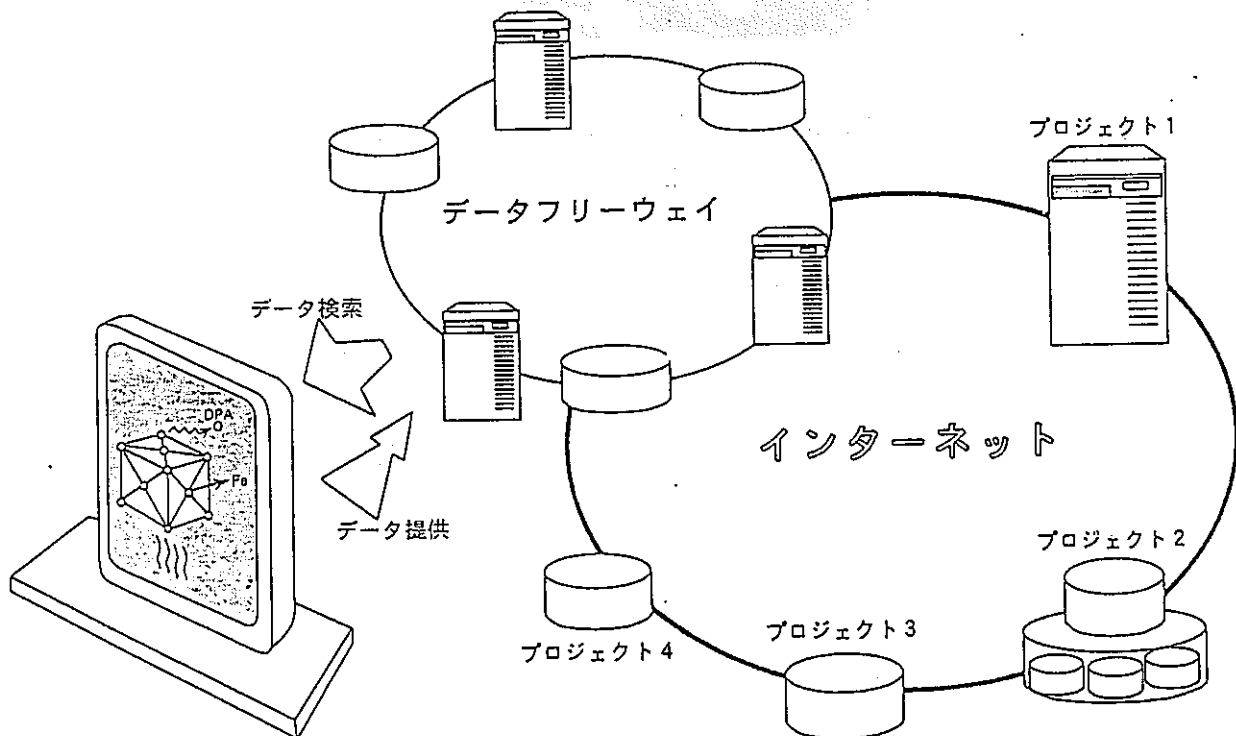 プロジェクト1
データフリーウェイ
データ検索
DPA
Fe
インターネット
データ提供
プロジェクト2
プロジェクト3
プロジェクト4